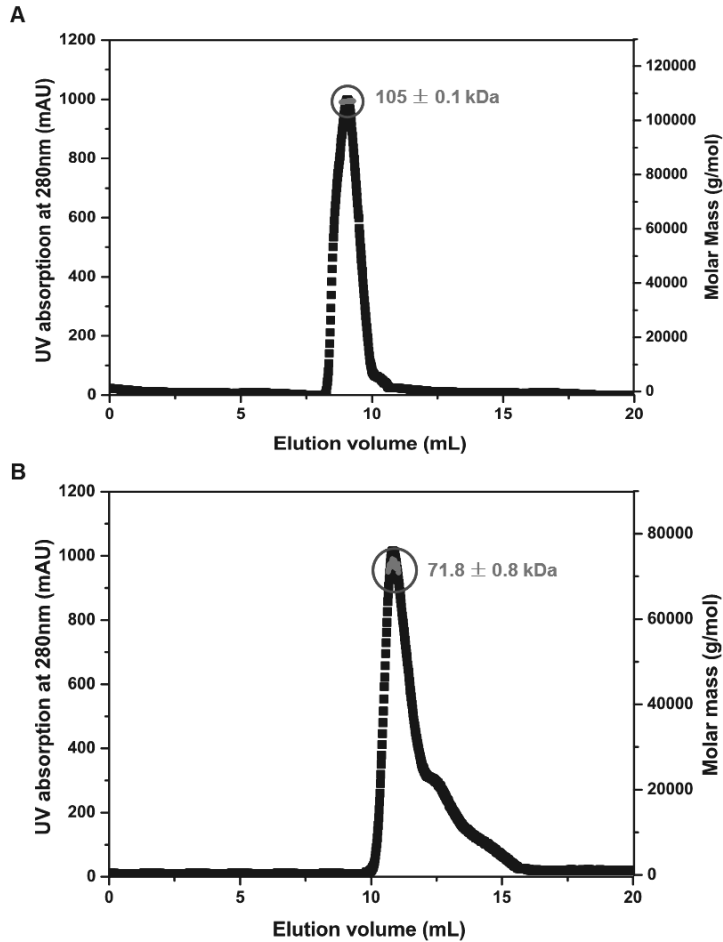 A
1200
1000
800
600
400
200
0
UV absorptioon at 280nm (mAU)
105 ± 0.1 kDa
120000
100000
80000
60000
40000
20000
0
Molar Mass (g/mol)
0 5 10 15 20
Elution volume (mL)
B
1200
1000
800
600
400
200
0
UV absorption at 280nm (mAU)
71.8 ± 0.8 kDa
80000
60000
40000
20000
0
Molar mass (g/mol)
0 5 10 15 20
Elution volume (mL)